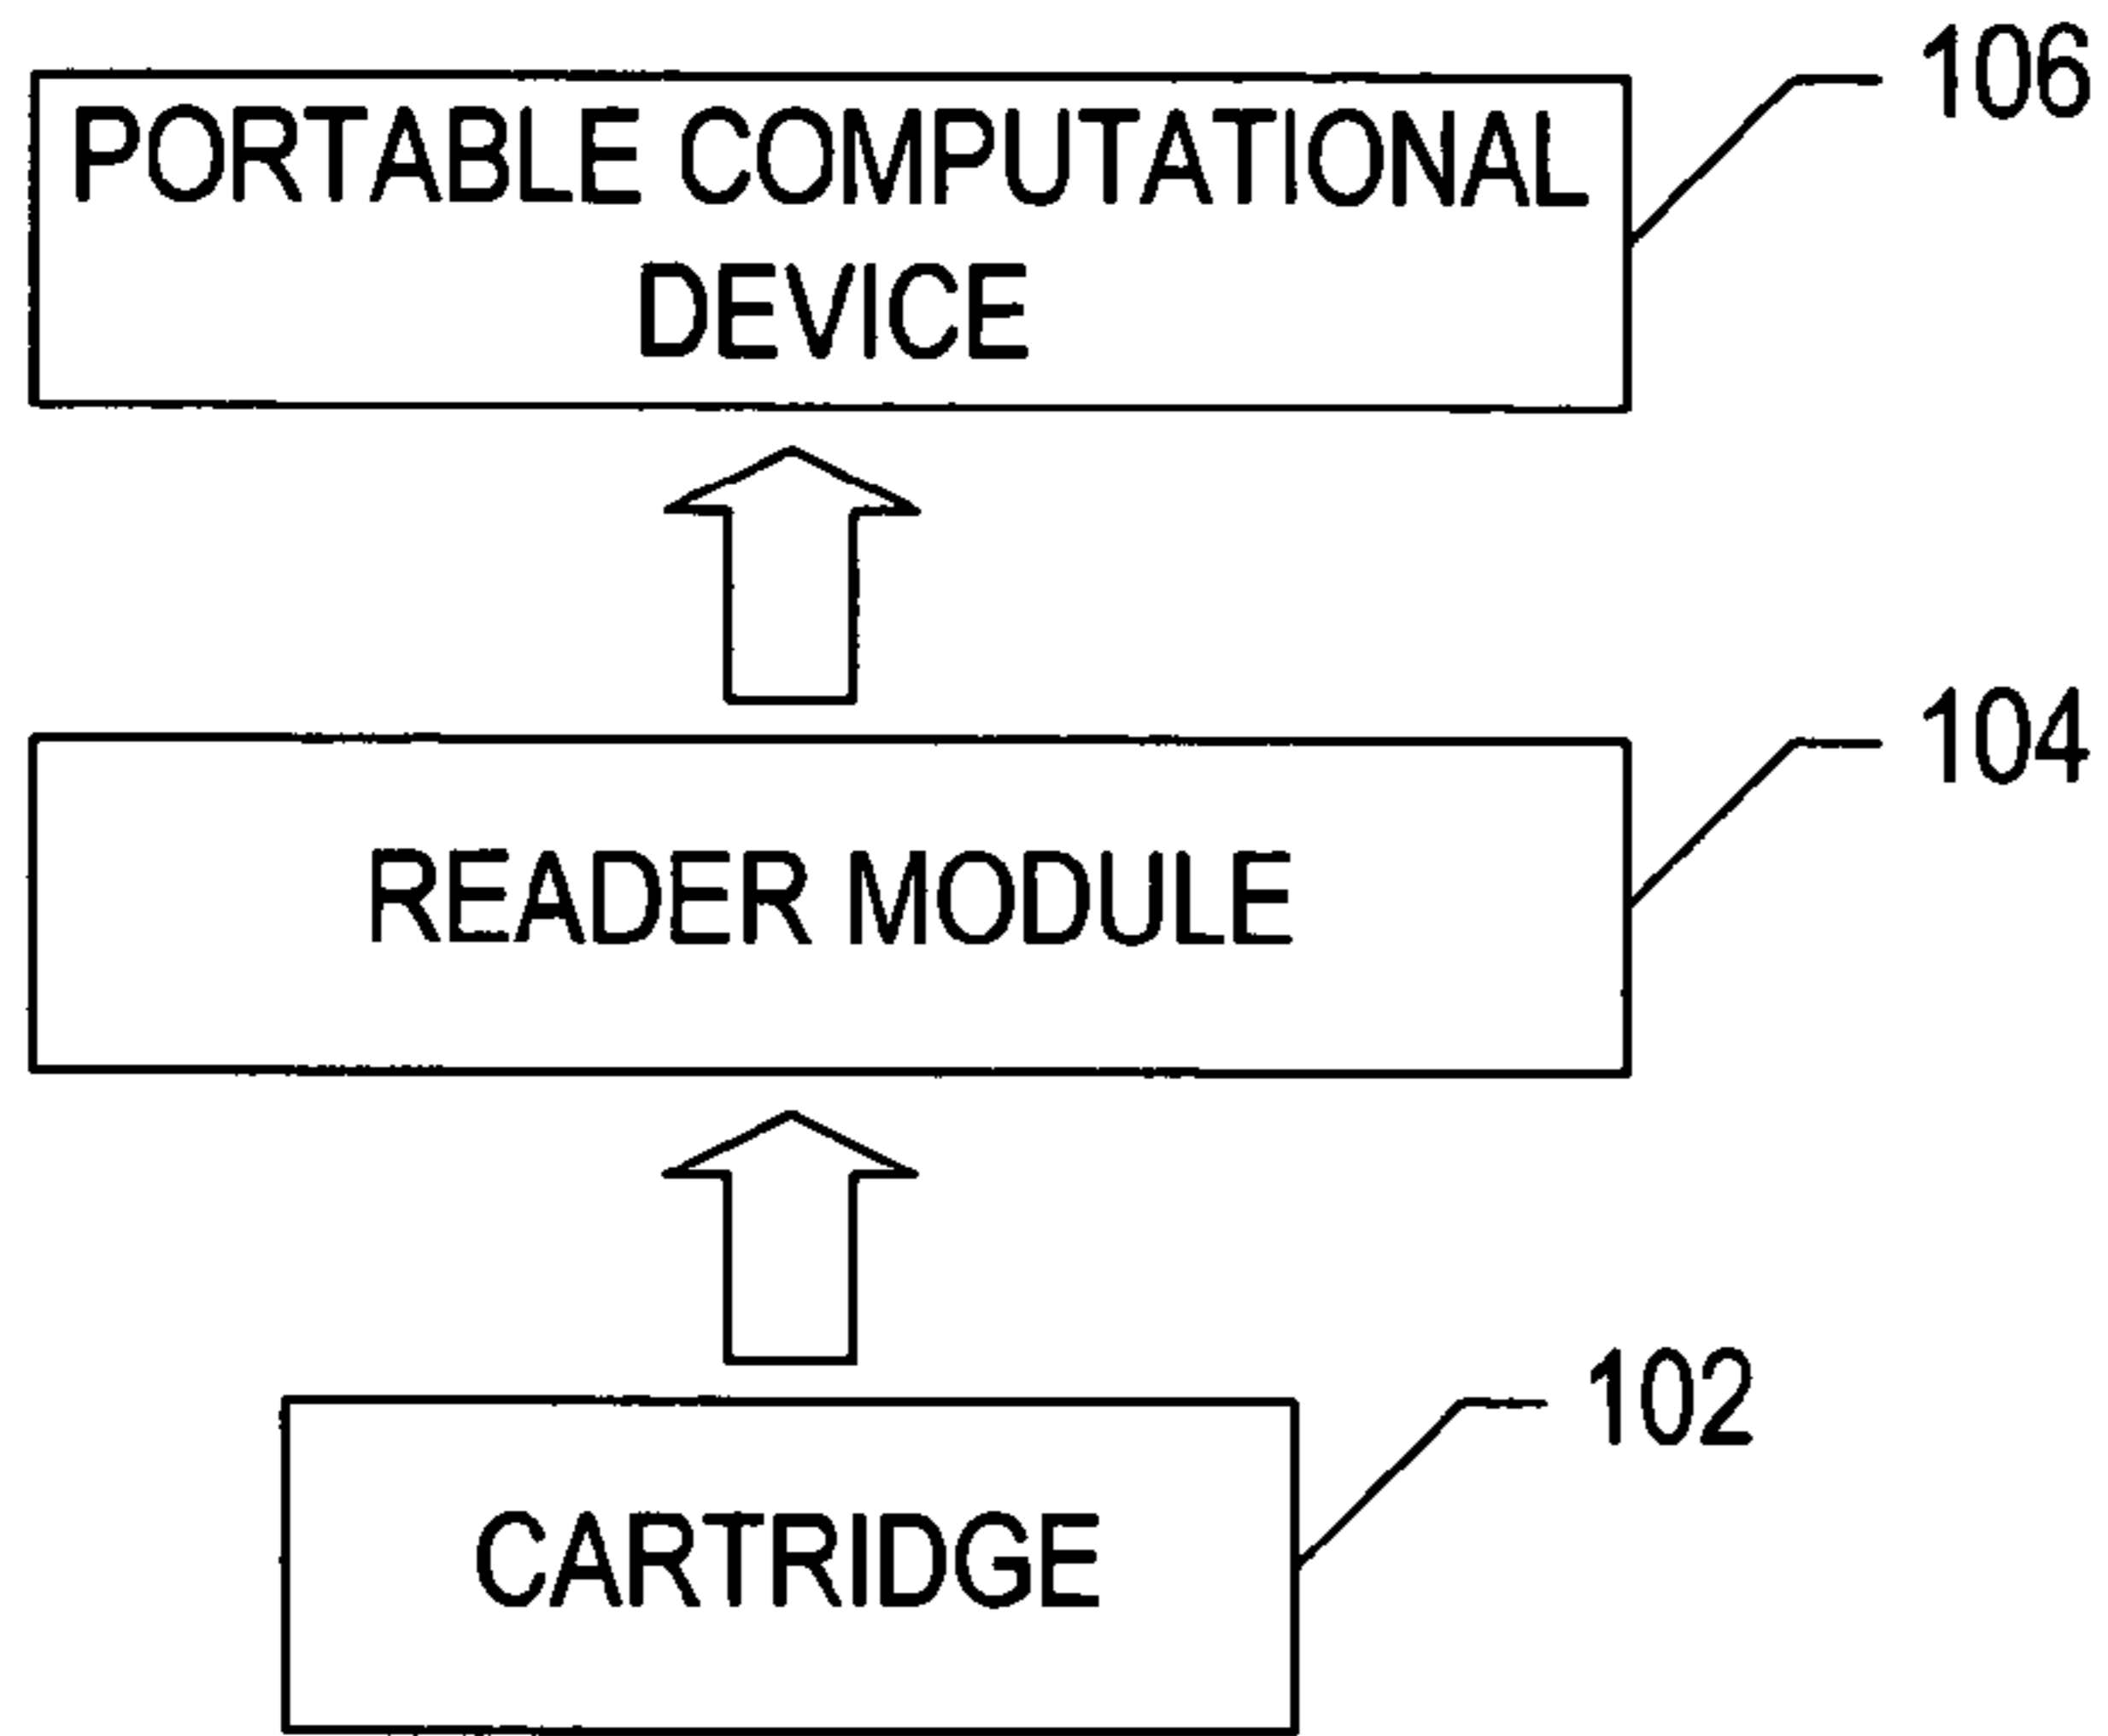 106
PORTABLE COMPUTATIONAL
DEVICE
104
READER MODULE
102
CARTRIDGE